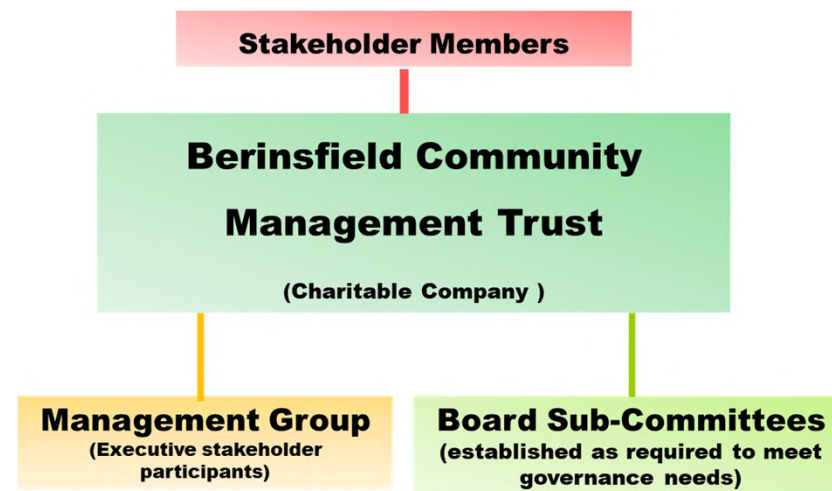 Stakeholder Members
Berinsfield Community
Management Trust
(Charitable Company )
Management Group
(Executive stakeholder
participants)
Board Sub-Committees
(established as required to meet
governance needs)